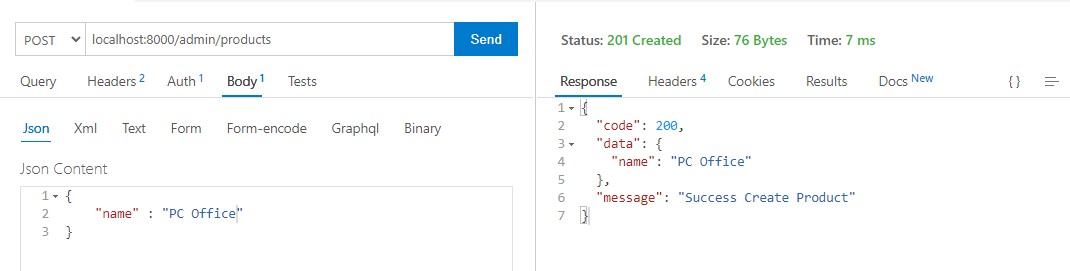 POST localhost:8000/admin/products Send
Query Headers 2 Auth 1 Body 1 Tests
Json Xml Text Form Form-encode Graphql Binary
Json Content
1 {
2 "name" : "PC Office"
3 }
Status: 201 Created Size: 76 Bytes Time: 7 ms
Response Headers 4 Cookies Results Docs New {}
1 {
2 "code": 200,
3 "data": {
4 "name": "PC Office"
5 },
6 "message": "Success Create Product"
7 }